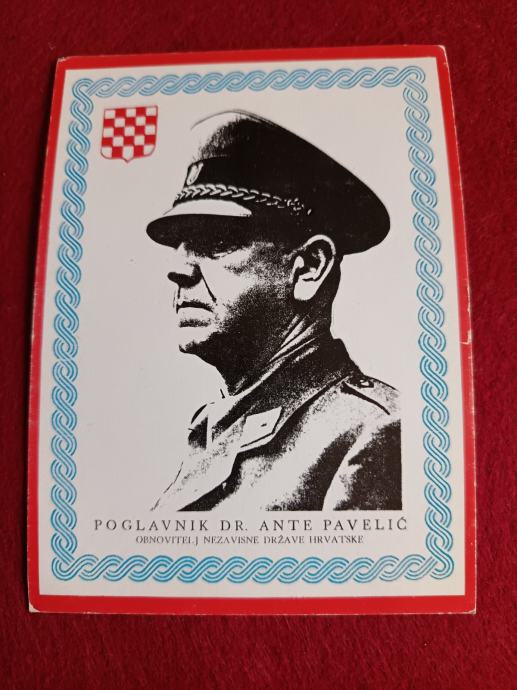 POGLAVNIK DR. ANTE PAVELIĆ
OBNOVITELJ NEZAVISNE DRŽAVE HRVATSKE